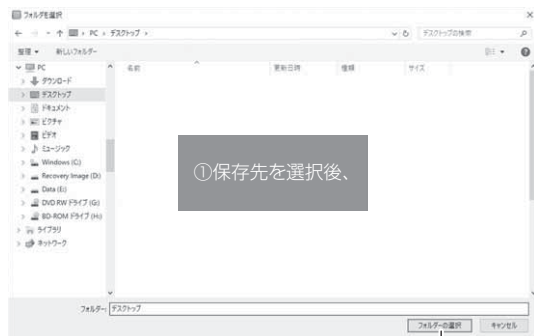 フォルダを選択
PC › デスクトップ ›
デスクトップの検索
整理 新しいフォルダー
名前 更新日時 種類 サイズ
PC
ダウンロード
デスクトップ
ドキュメント
ピクチャ
ビデオ
ミュージック
Windows (C:)
Recovery Image (D:)
Data (E:)
DVD RW ドライブ (G:)
BD-ROM ドライブ (H:)
ライブラリ
ネットワーク
①保存先を選択後、
フォルダー: デスクトップ
フォルダーの選択 キャンセル